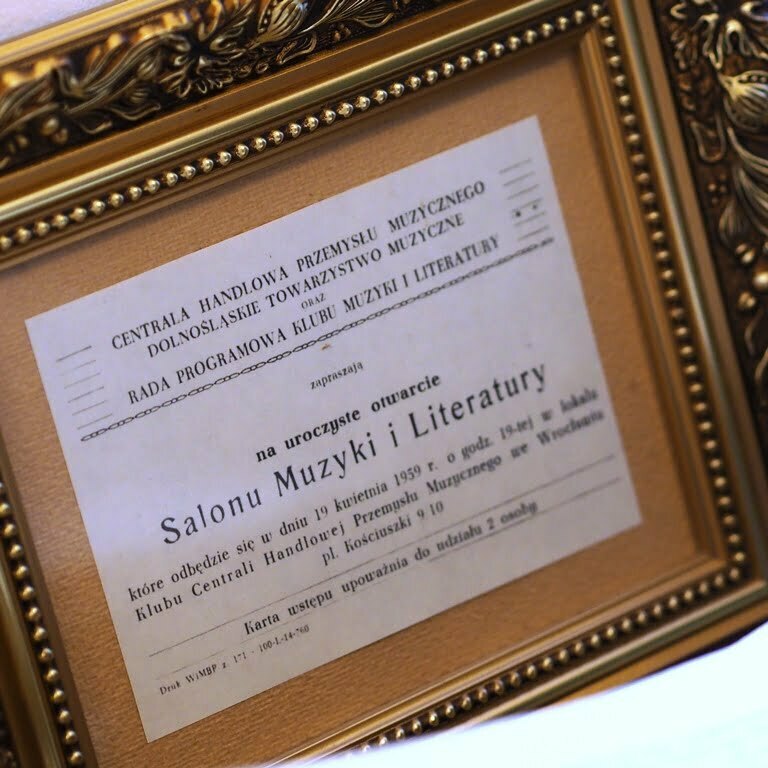 CENTRALA HANDLOWA PRZEMYSŁU MUZYCZNEGO
DOLNOŚLĄSKIE TOWARZYSTWO MUZYCZNE
ORAZ
RADA PROGRAMOWA KLUBU MUZYKI I LITERATURY
zapraszają
na uroczyste otwarcie
Salonu Muzyki i Literatury
które odbędzie się w dniu 19 kwietnia 1959 r. o godz. 19-tej w lokalu
Klubu Centrali Handlowej Przemysłu Muzycznego we Wrocławiu
pl. Kościuszki 9/10
Karta wstępu upoważnia do udziału 2 osoby
Druk WiMBP z. 171 - 100-I-14-760